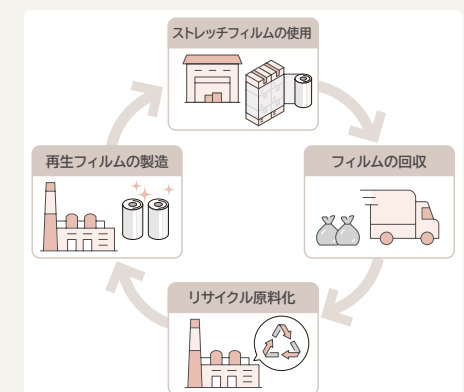 ストレッチフィルムの使用
フィルムの回収
リサイクル原料化
再生フィルムの製造